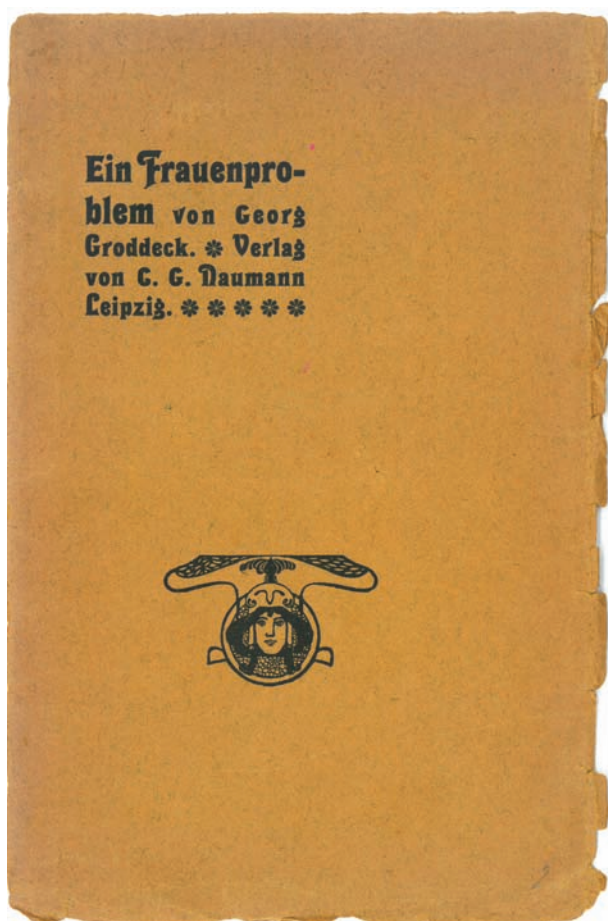 Ein Frauenpro-
blem von Georg
Groddeck. * Verlag
von C. G. Naumann
Leipzig. * * * * *